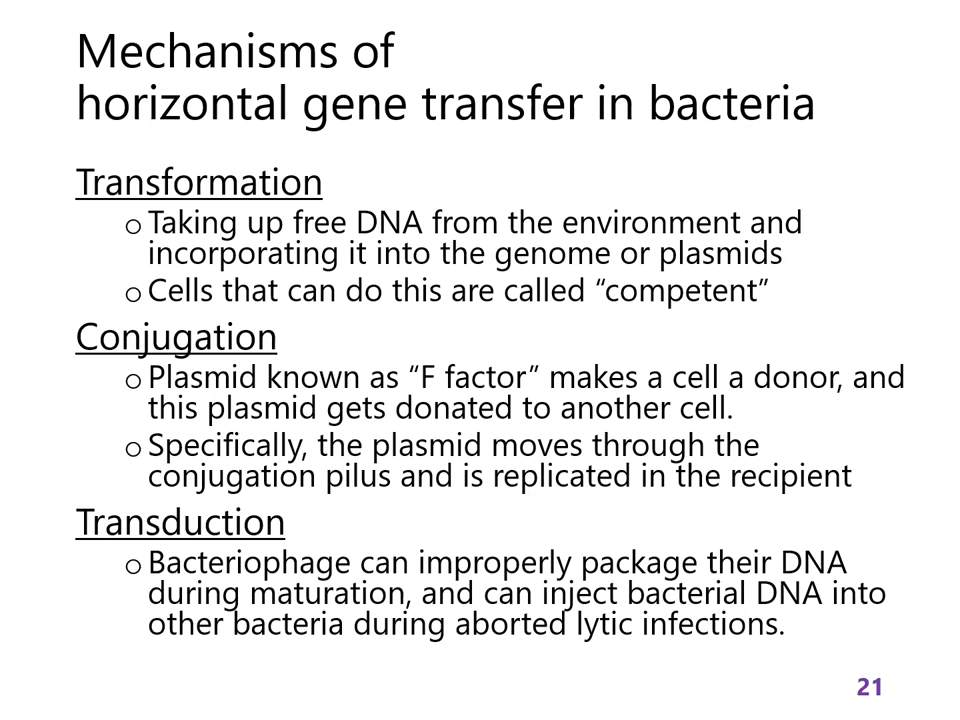 Mechanisms of
horizontal gene transfer in bacteria
Transformation
o Taking up free DNA from the environment and
incorporating it into the genome or plasmids
o Cells that can do this are called “competent”
Conjugation
o Plasmid known as “F factor” makes a cell a donor, and
this plasmid gets donated to another cell.
o Specifically, the plasmid moves through the
conjugation pilus and is replicated in the recipient
Transduction
o Bacteriophage can improperly package their DNA
during maturation, and can inject bacterial DNA into
other bacteria during aborted lytic infections.
21